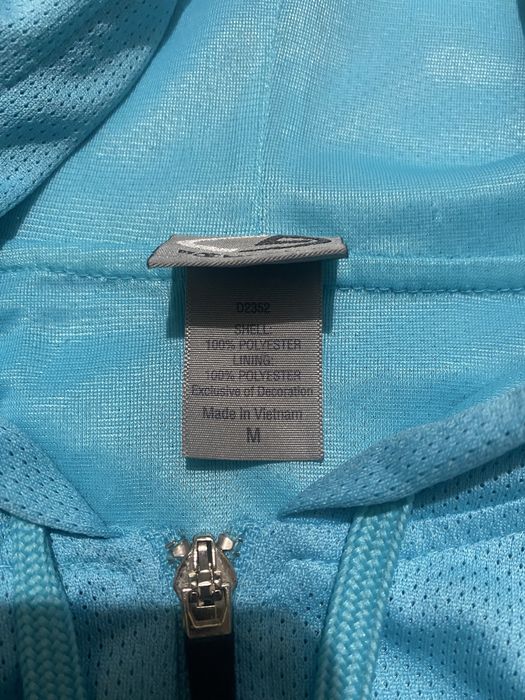 D2352
SHELL:
100% POLYESTER
LINING:
100% POLYESTER
Exclusive of Decoration
Made in Vietnam
M